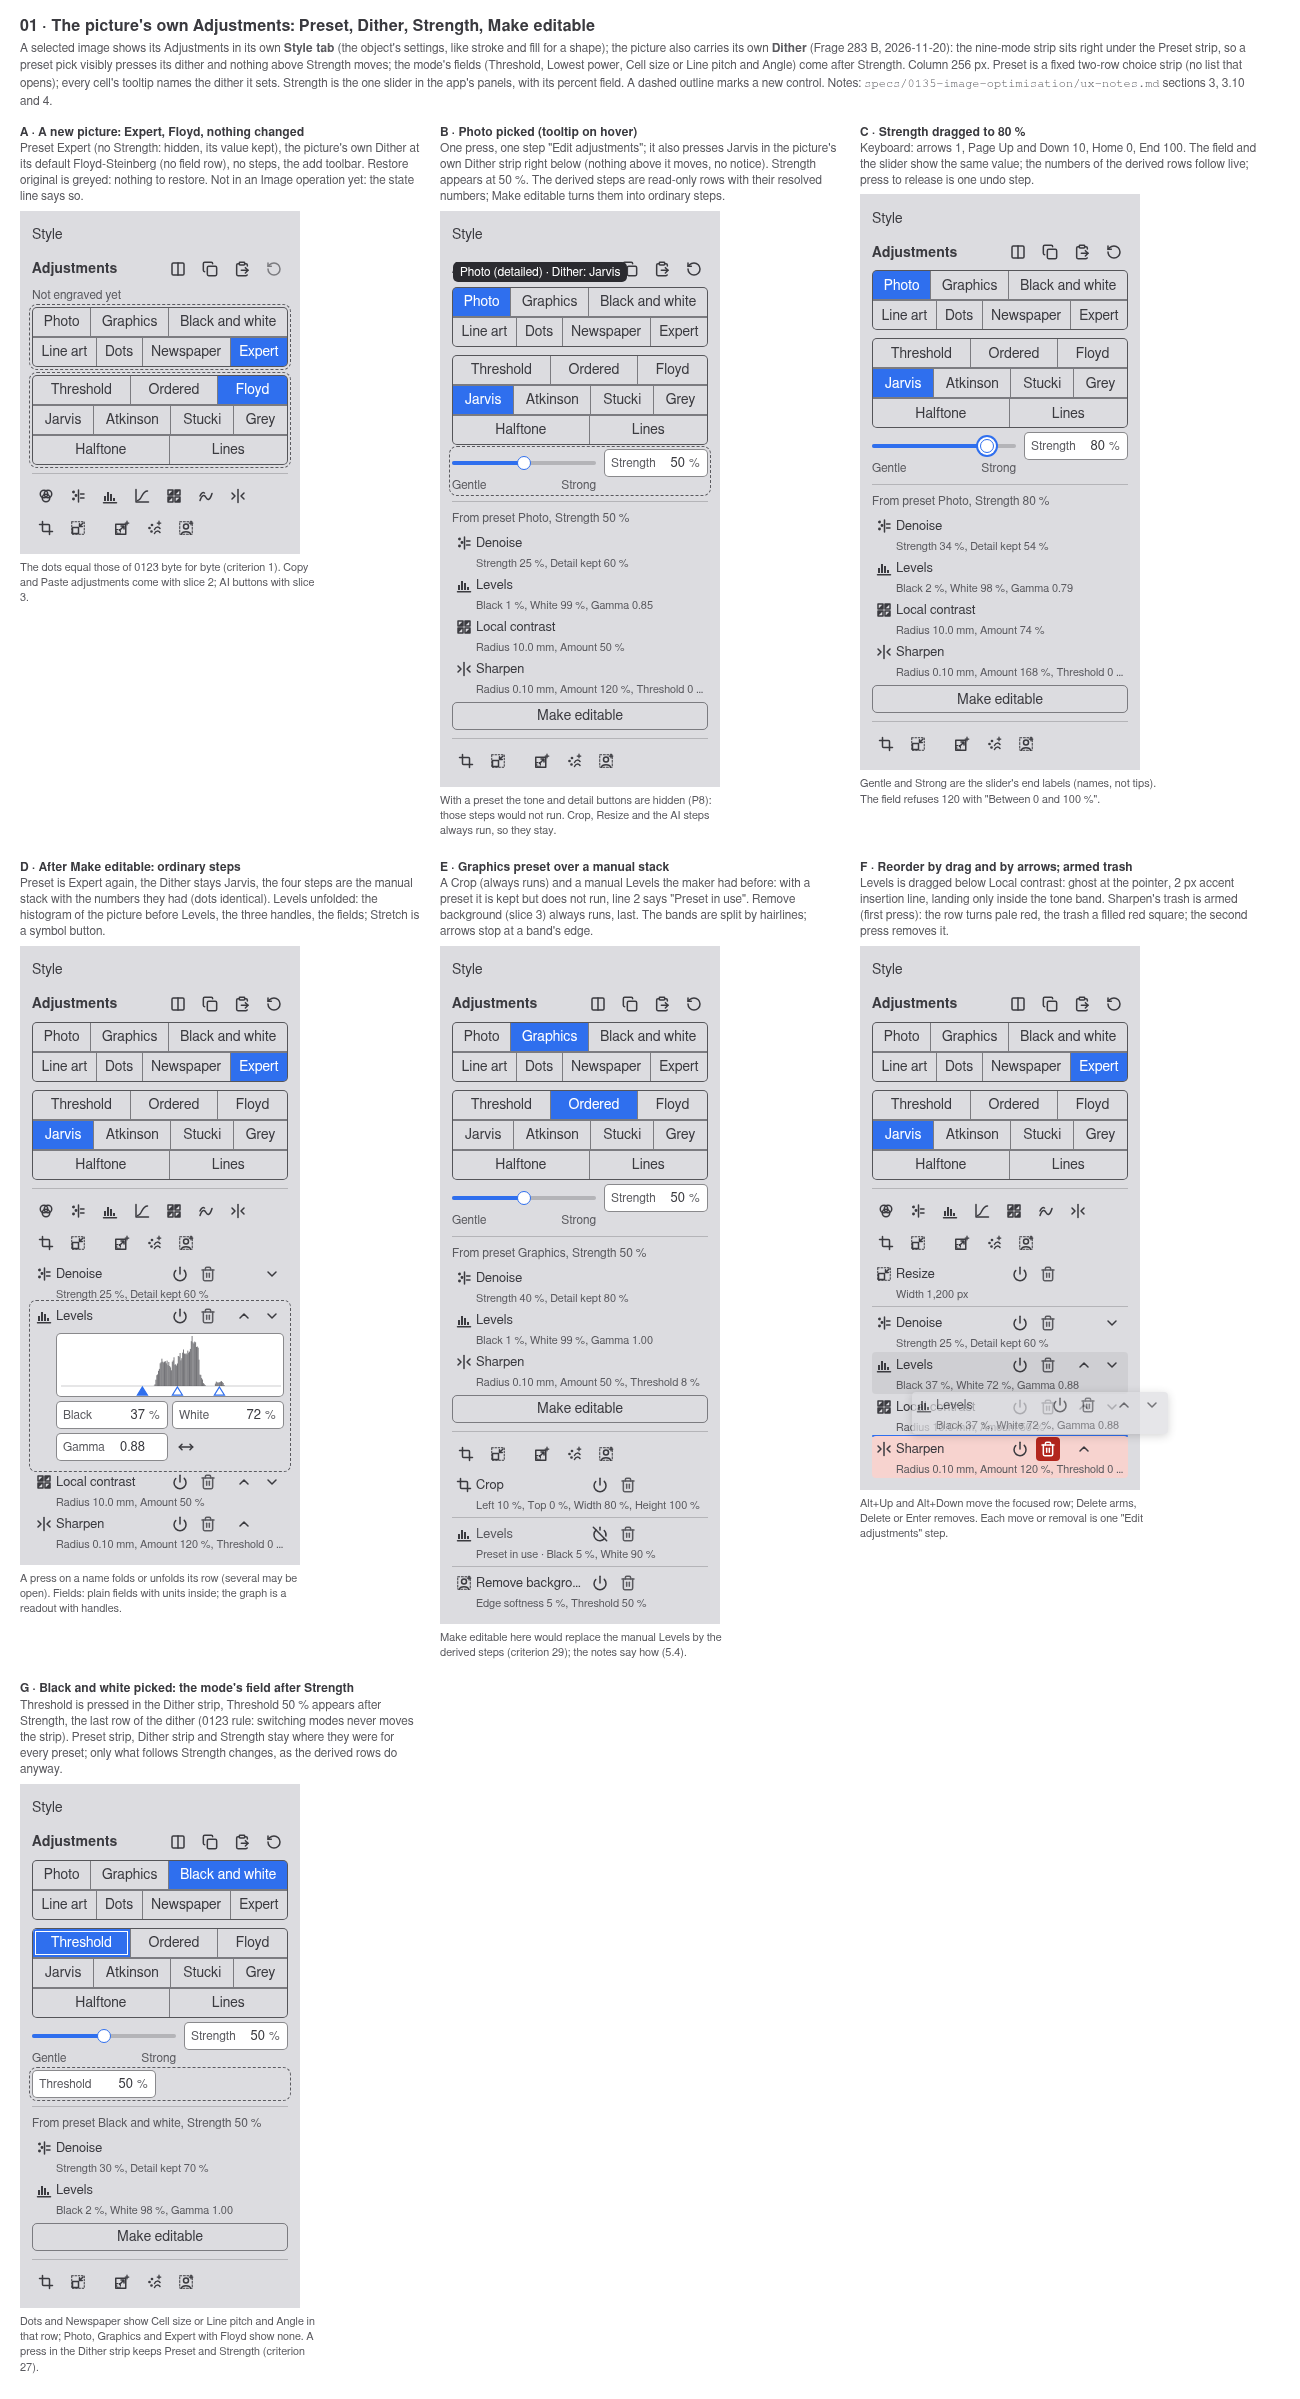 01 · The picture's own Adjustments: Preset, Dither, Strength, Make editable
A selected image shows its Adjustments in its own Style tab (the object's settings, like stroke and fill for a shape); the picture also carries its own Dither (Frage 283 B, 2026-11-20): the nine-mode strip sits right under the Preset strip, so a
preset pick visibly presses its dither and nothing above Strength moves; the mode's fields (Threshold, Lowest power, Cell size or Line pitch and Angle) come after Strength. Column 256 px. Preset is a fixed two-row choice strip (no list that
opens); every cell's tooltip names the dither it sets. Strength is the one slider in the app's panels, with its percent field. A dashed outline marks a new control. Notes: specs/0135-image-optimisation/ux-notes.md sections 3, 3.10
and 4.
A · A new picture: Expert, Floyd, nothing changed
Preset Expert (no Strength: hidden, its value kept), the picture's own Dither at
its default Floyd-Steinberg (no field row), no steps, the add toolbar. Restore
original is greyed: nothing to restore. Not in an Image operation yet: the state
line says so.
Style
Adjustments
Not engraved yet
Photo Graphics Black and white
Line art Dots Newspaper Expert
Threshold Ordered Floyd
Jarvis Atkinson Stucki Grey
Halftone Lines
The dots equal those of 0123 byte for byte (criterion 1). Copy
and Paste adjustments come with slice 2; AI buttons with slice
3.
B · Photo picked (tooltip on hover)
One press, one step "Edit adjustments"; it also presses Jarvis in the picture's
own Dither strip right below (nothing above it moves, no notice). Strength
appears at 50 %. The derived steps are read-only rows with their resolved
numbers; Make editable turns them into ordinary steps.
Style
Photo (detailed) · Dither: Jarvis
Photo Graphics Black and white
Line art Dots Newspaper Expert
Threshold Ordered Floyd
Jarvis Atkinson Stucki Grey
Halftone Lines
Strength 50 %
Gentle Strong
From preset Photo, Strength 50 %
Denoise
Strength 25 %, Detail kept 60 %
Levels
Black 1 %, White 99 %, Gamma 0.85
Local contrast
Radius 10.0 mm, Amount 50 %
Sharpen
Radius 0.10 mm, Amount 120 %, Threshold 0 ...
Make editable
With a preset the tone and detail buttons are hidden (P8):
those steps would not run. Crop, Resize and the AI steps
always run, so they stay.
C · Strength dragged to 80 %
Keyboard: arrows 1, Page Up and Down 10, Home 0, End 100. The field and
the slider show the same value; the numbers of the derived rows follow live;
press to release is one undo step.
Style
Adjustments
Photo Graphics Black and white
Line art Dots Newspaper Expert
Threshold Ordered Floyd
Jarvis Atkinson Stucki Grey
Halftone Lines
Strength 80 %
Gentle Strong
From preset Photo, Strength 80 %
Denoise
Strength 34 %, Detail kept 54 %
Levels
Black 2 %, White 98 %, Gamma 0.79
Local contrast
Radius 10.0 mm, Amount 74 %
Sharpen
Radius 0.10 mm, Amount 168 %, Threshold 0 ...
Make editable
Gentle and Strong are the slider's end labels (names, not tips).
The field refuses 120 with "Between 0 and 100 %".
D · After Make editable: ordinary steps
Preset is Expert again, the Dither stays Jarvis, the four steps are the manual
stack with the numbers they had (dots identical). Levels unfolded: the
histogram of the picture before Levels, the three handles, the fields; Stretch is
a symbol button.
Style
Adjustments
Photo Graphics Black and white
Line art Dots Newspaper Expert
Threshold Ordered Floyd
Jarvis Atkinson Stucki Grey
Halftone Lines
Denoise
Strength 25 %, Detail kept 60 %
Levels
Black 37 % White 72 %
Gamma 0.88
Local contrast
Radius 10.0 mm, Amount 50 %
Sharpen
Radius 0.10 mm, Amount 120 %, Threshold 0 ...
A press on a name folds or unfolds its row (several may be
open). Fields: plain fields with units inside; the graph is a
readout with handles.
E · Graphics preset over a manual stack
A Crop (always runs) and a manual Levels the maker had before: with a
preset it is kept but does not run, line 2 says "Preset in use". Remove
background (slice 3) always runs, last. The bands are split by hairlines;
arrows stop at a band's edge.
Style
Adjustments
Photo Graphics Black and white
Line art Dots Newspaper Expert
Threshold Ordered Floyd
Jarvis Atkinson Stucki Grey
Halftone Lines
Strength 50 %
Gentle Strong
From preset Graphics, Strength 50 %
Denoise
Strength 40 %, Detail kept 80 %
Levels
Black 1 %, White 99 %, Gamma 1.00
Sharpen
Radius 0.10 mm, Amount 50 %, Threshold 8 %
Make editable
Crop
Left 10 %, Top 0 %, Width 80 %, Height 100 %
Levels
Preset in use · Black 5 %, White 90 %
Remove backgro...
Edge softness 5 %, Threshold 50 %
Make editable here would replace the manual Levels by the
derived steps (criterion 29); the notes say how (5.4).
F · Reorder by drag and by arrows; armed trash
Levels is dragged below Local contrast: ghost at the pointer, 2 px accent
insertion line, landing only inside the tone band. Sharpen's trash is armed
(first press): the row turns pale red, the trash a filled red square; the second
press removes it.
Style
Adjustments
Photo Graphics Black and white
Line art Dots Newspaper Expert
Threshold Ordered Floyd
Jarvis Atkinson Stucki Grey
Halftone Lines
Resize
Width 1,200 px
Denoise
Strength 25 %, Detail kept 60 %
Levels
Black 37 %, White 72 %, Gamma 0.88
Levels
Black 37 %, White 72 %, Gamma 0.88
Sharpen
Radius 0.10 mm, Amount 120 %, Threshold 0 ...
Alt+Up and Alt+Down move the focused row; Delete arms,
Delete or Enter removes. Each move or removal is one "Edit
adjustments" step.
G · Black and white picked: the mode's field after Strength
Threshold is pressed in the Dither strip, Threshold 50 % appears after
Strength, the last row of the dither (0123 rule: switching modes never moves
the strip). Preset strip, Dither strip and Strength stay where they were for
every preset; only what follows Strength changes, as the derived rows do
anyway.
Style
Adjustments
Photo Graphics Black and white
Line art Dots Newspaper Expert
Threshold Ordered Floyd
Jarvis Atkinson Stucki Grey
Halftone Lines
Strength 50 %
Gentle Strong
Threshold 50 %
From preset Black and white, Strength 50 %
Denoise
Strength 30 %, Detail kept 70 %
Levels
Black 2 %, White 98 %, Gamma 1.00
Make editable
Dots and Newspaper show Cell size or Line pitch and Angle in
that row; Photo, Graphics and Expert with Floyd show none. A
press in the Dither strip keeps Preset and Strength (criterion
27).